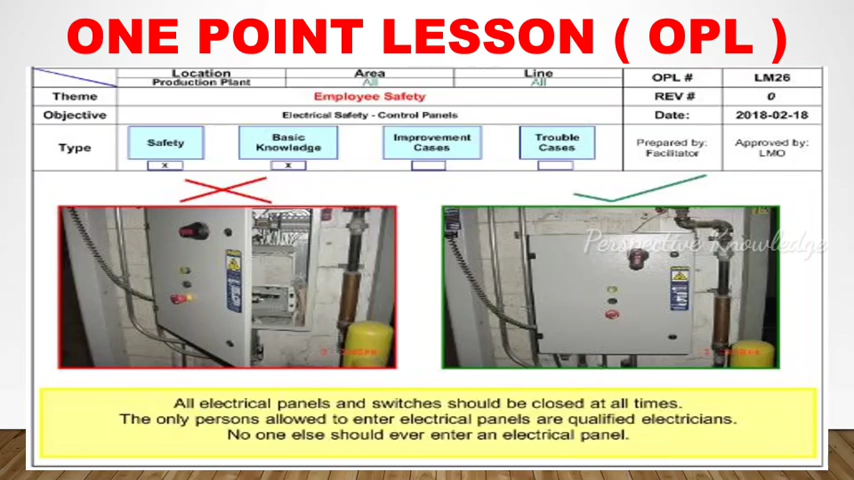 ONE POINT LESSON ( OPL )
Location Area Line OPL # LM26
Production Plant All All
Theme Employee Safety REV # 0
Objective Electrical Safety - Control Panels Date: 2018-02-18
Type Safety Basic Knowledge Improvement Cases Trouble Cases Prepared by: Facilitator Approved by: LMO
x x
Perspective Knowledge
All electrical panels and switches should be closed at all times.
The only persons allowed to enter electrical panels are qualified electricians.
No one else should ever enter an electrical panel.